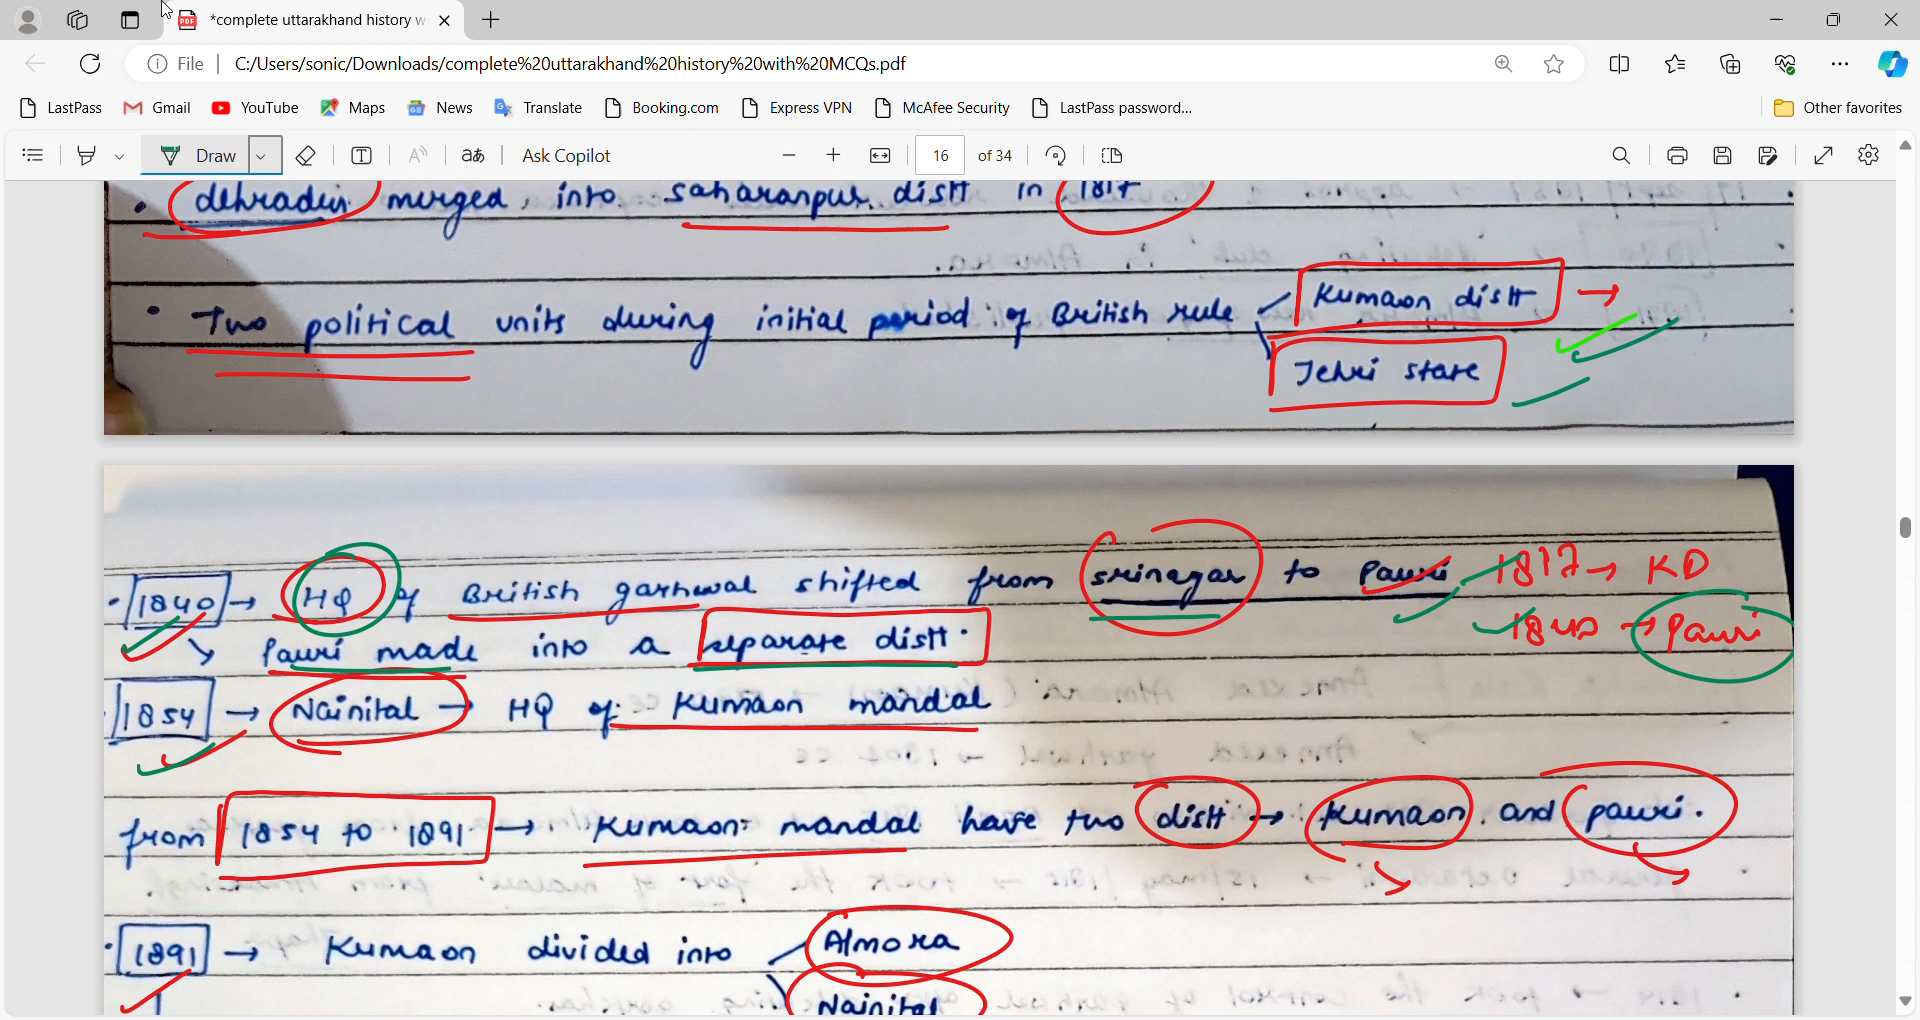 *complete uttarakhand history w
File C:/Users/sonic/Downloads/complete%20uttarakhand%20history%20with%20MCQs.pdf
LastPass Gmail YouTube Maps News Translate Booking.com Express VPN McAfee Security LastPass password... Other favorites
Draw T aあ Ask Copilot 16 of 34
dehradun merged into saharanpur distt in 1817
Two political units during initial period of British rule Kumaon distt →
Tehri state
1840 → HQ of British garhwal shifted from srinagar to Pauri 1817 → KD
Pauri made into a separate distt. 1840 → Pauri
1854 → Nainital → HQ of Kumaon mandal
from 1854 to 1891 → Kumaon mandal have two distt → Kumaon and pauri.
1891 → Kumaon divided into Almora
Nainital